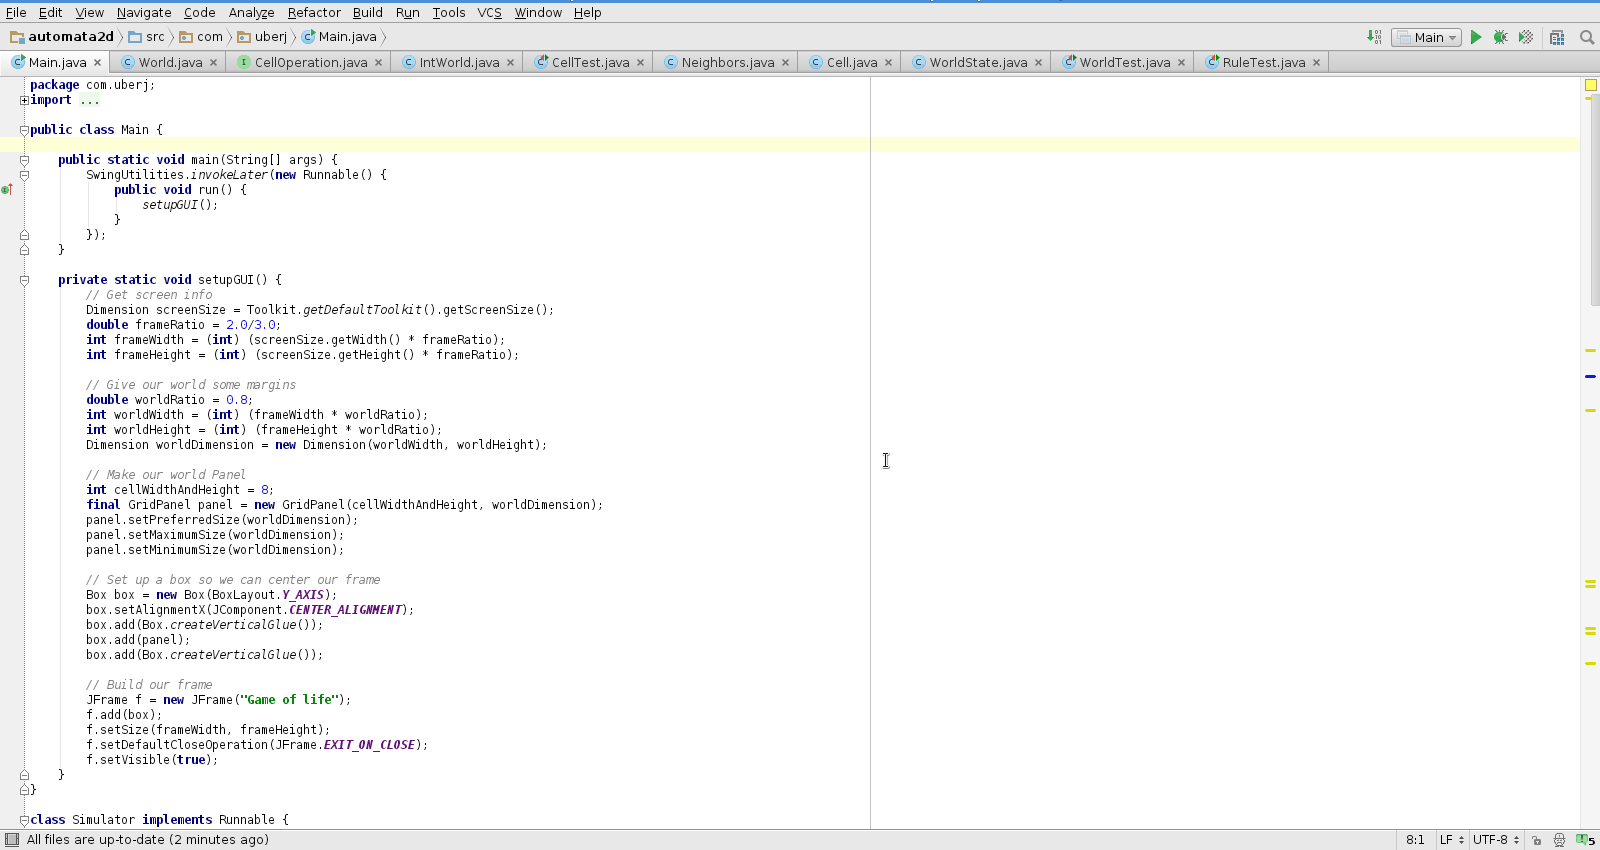 File Edit View Navigate Code Analyze Refactor Build Run Tools VCS Window Help
automata2d src com uberj Main.java Main
Main.java World.java CellOperation.java IntWorld.java CellTest.java Neighbors.java Cell.java WorldState.java WorldTest.java RuleTest.java
package com.uberj;
import ...
public class Main {
public static void main(String[] args) {
SwingUtilities.invokeLater(new Runnable() {
public void run() {
setupGUI();
}
});
}
private static void setupGUI() {
// Get screen info
Dimension screenSize = Toolkit.getDefaultToolkit().getScreenSize();
double frameRatio = 2.0/3.0;
int frameWidth = (int) (screenSize.getWidth() * frameRatio);
int frameHeight = (int) (screenSize.getHeight() * frameRatio);
// Give our world some margins
double worldRatio = 0.8;
int worldWidth = (int) (frameWidth * worldRatio);
int worldHeight = (int) (frameHeight * worldRatio);
Dimension worldDimension = new Dimension(worldWidth, worldHeight);
// Make our world Panel
int cellWidthAndHeight = 8;
final GridPanel panel = new GridPanel(cellWidthAndHeight, worldDimension);
panel.setPreferredSize(worldDimension);
panel.setMaximumSize(worldDimension);
panel.setMinimumSize(worldDimension);
// Set up a box so we can center our frame
Box box = new Box(BoxLayout.Y_AXIS);
box.setAlignmentX(JComponent.CENTER_ALIGNMENT);
box.add(Box.createVerticalGlue());
box.add(panel);
box.add(Box.createVerticalGlue());
// Build our frame
JFrame f = new JFrame("Game of life");
f.add(box);
f.setSize(frameWidth, frameHeight);
f.setDefaultCloseOperation(JFrame.EXIT_ON_CLOSE);
f.setVisible(true);
}
}
class Simulator implements Runnable {
All files are up-to-date (2 minutes ago) 8:1 LF UTF-8 5